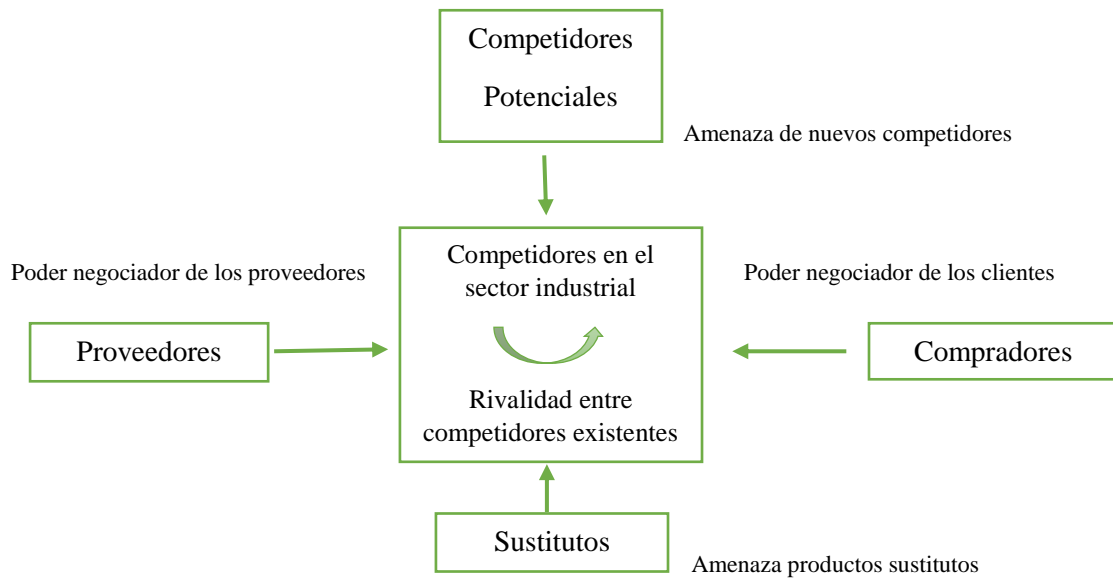 Competidores
Potenciales
Amenaza de nuevos competidores
Poder negociador de los proveedores
Competidores en el
sector industrial
Poder negociador de los clientes
Proveedores
Compradores
Rivalidad entre
competidores existentes
Sustitutos
Amenaza productos sustitutos